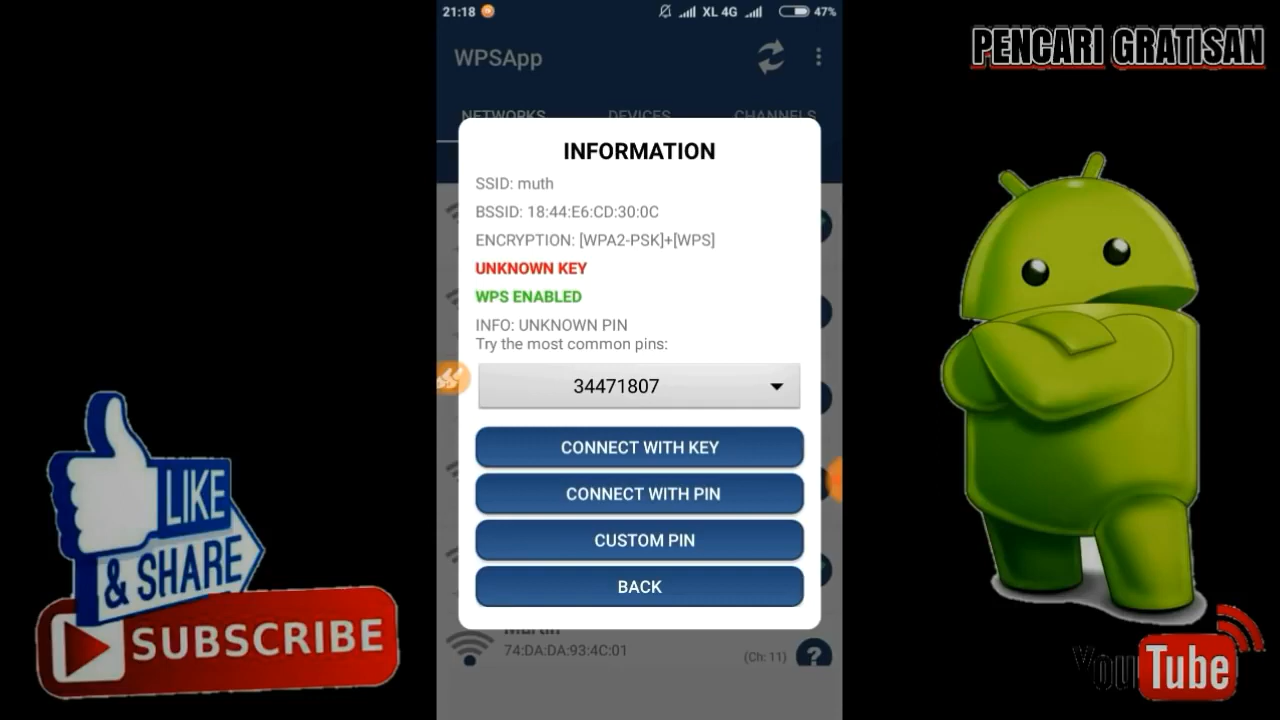 21:18
XL 4G
47%
PENCARI GRATISAN
WPSApp
NETWORKS DEVICES CHANNELS
INFORMATION
SSID: muth
BSSID: 18:44:E6:CD:30:0C
ENCRYPTION: [WPA2-PSK]+[WPS]
UNKNOWN KEY
WPS ENABLED
INFO: UNKNOWN PIN
Try the most common pins:
34471807
CONNECT WITH KEY
CONNECT WITH PIN
CUSTOM PIN
BACK
74:DA:DA:93:4C:01
(Ch: 11)
?
LIKE
& SHARE
SUBSCRIBE
YouTube